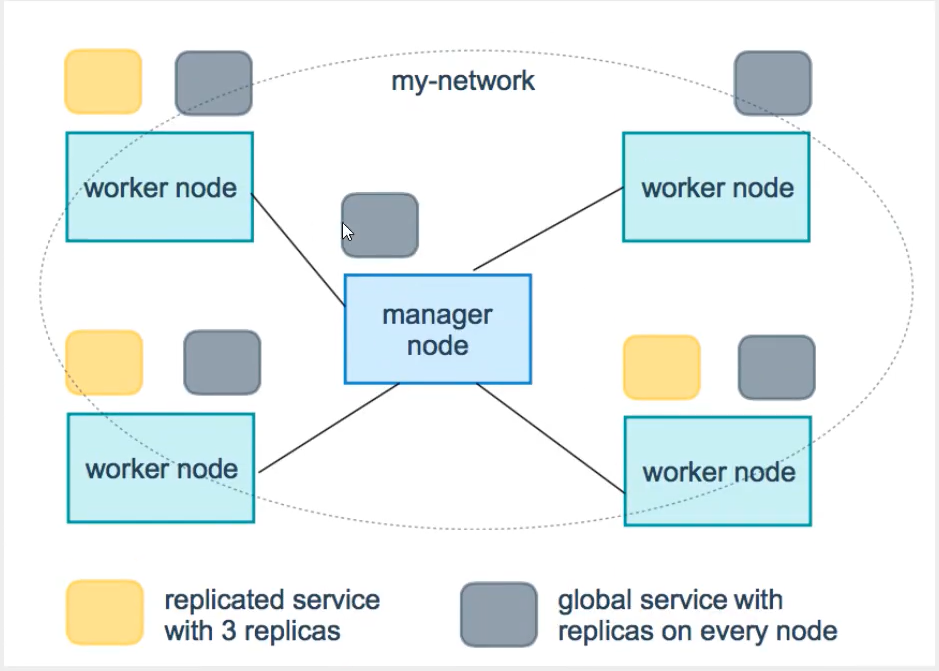 my-network
worker node
worker node
manager
node
worker node
worker node
replicated service
with 3 replicas
global service with
replicas on every node